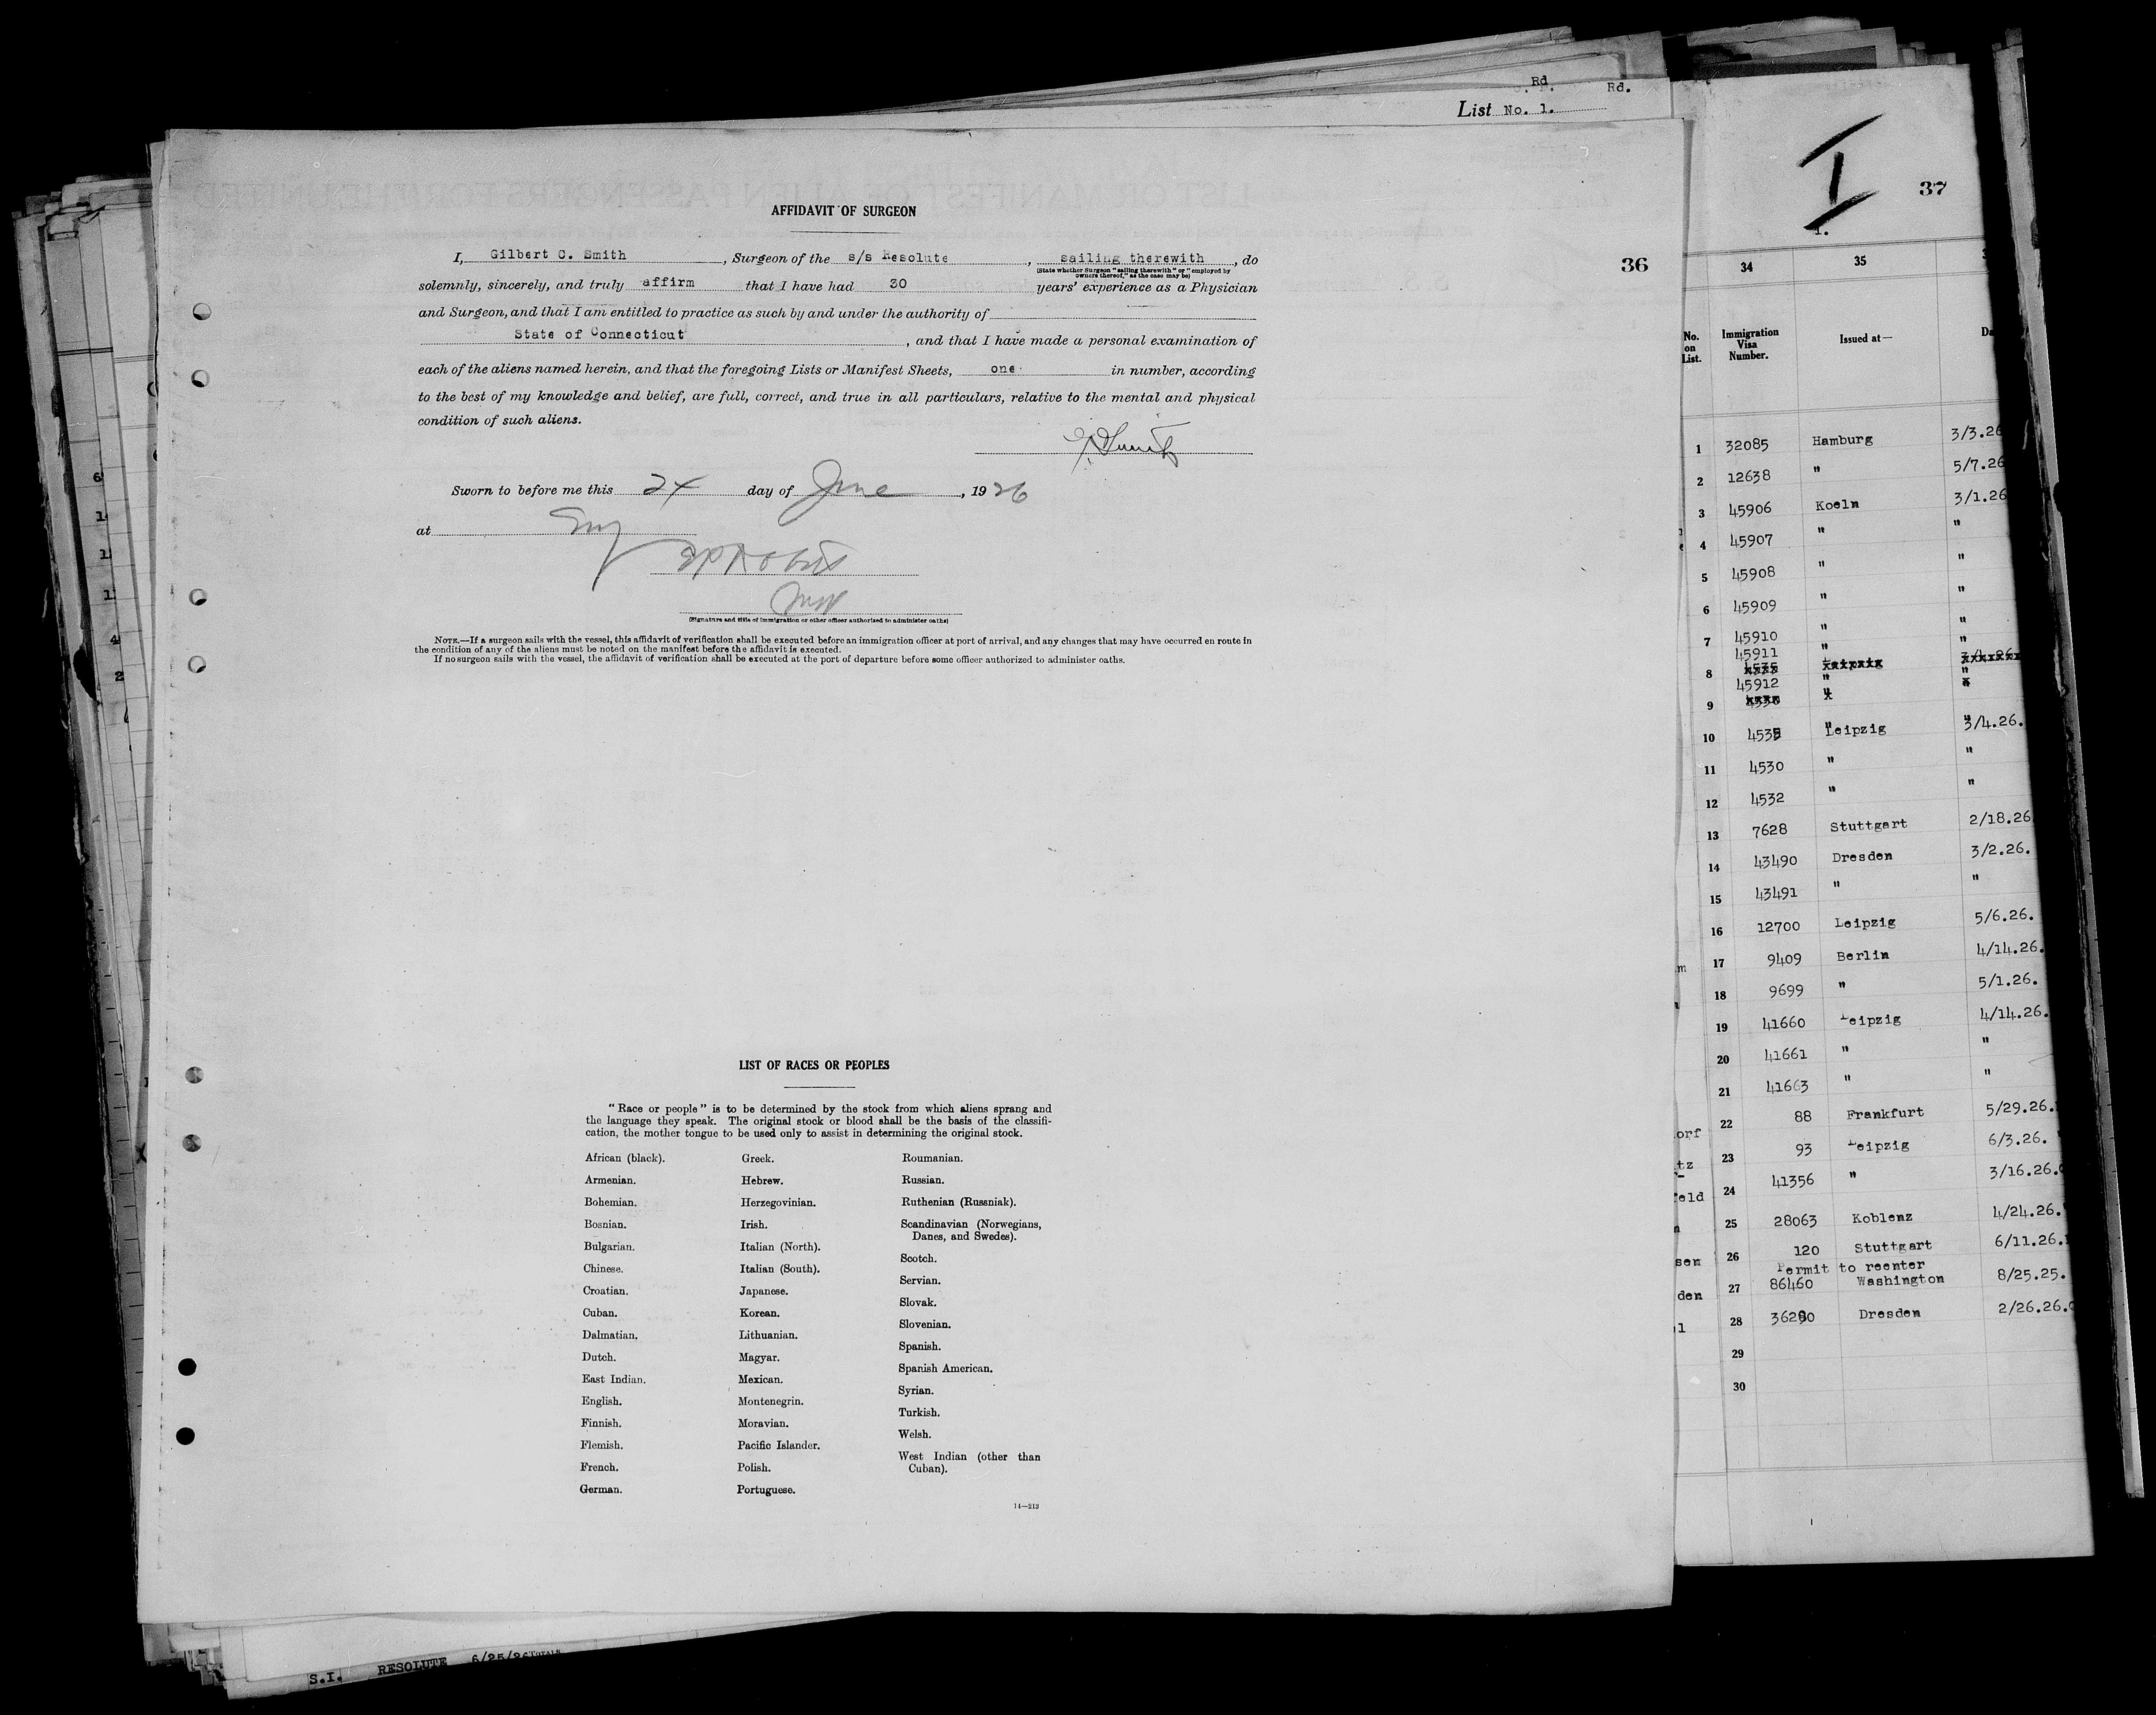 Rd
Rd.
List No. 1.
AFFIDAVIT OF SURGEON
I, Gilbert C. Smith, Surgeon of the s/s Resolute, sailing therewith, do
(State whether Surgeon "sailing therewith" or "employed by
owners thereof," as the case may be)
solemnly, sincerely, and truly affirm that I have had 30 years' experience as a Physician
and Surgeon, and that I am entitled to practice as such by and under the authority of
State of Connecticut, and that I have made a personal examination of
each of the aliens named herein, and that the foregoing Lists or Manifest Sheets, one in number, according
to the best of my knowledge and belief, are full, correct, and true in all particulars, relative to the mental and physical
condition of such aliens.
Sworn to before me this 24 day of June, 1926
at
(Signature and title of immigration or other officer authorized to administer oaths)
NOTE.—If a surgeon sails with the vessel, this affidavit of verification shall be executed before an immigration officer at port of arrival, and any changes that may have occurred en route in
the condition of any of the aliens must be noted on the manifest before the affidavit is executed.
If no surgeon sails with the vessel, the affidavit of verification shall be executed at the port of departure before some officer authorized to administer oaths.
36
LIST OF RACES OR PEOPLES
"Race or people" is to be determined by the stock from which aliens sprang and
the language they speak. The original stock or blood shall be the basis of the classifi-
cation, the mother tongue to be used only to assist in determining the original stock.
African (black).
Armenian.
Bohemian.
Bosnian.
Bulgarian.
Chinese.
Croatian.
Cuban.
Dalmatian.
Dutch.
East Indian.
English.
Finnish.
Flemish.
French.
German.
Greek.
Hebrew.
Herzegovinian.
Irish.
Italian (North).
Italian (South).
Japanese.
Korean.
Lithuanian.
Magyar.
Mexican.
Montenegrin.
Moravian.
Pacific Islander.
Polish.
Portuguese.
Roumanian.
Russian.
Ruthenian (Russniak).
Scandinavian (Norwegians,
Danes, and Swedes).
Scotch.
Servian.
Slovak.
Slovenian.
Spanish.
Spanish American.
Syrian.
Turkish.
Welsh.
West Indian (other than
Cuban).
14—213
S.I. RESOLUTE 6/25/26
I
37
34 35
No. on List. Immigration Visa Number. Issued at—
1 32085 Hamburg 3/3.26
2 12638 " 5/7.26
3 45906 Koeln 3/1.26
4 45907 " "
5 45908 " "
6 45909 " "
7 45910 " "
45911 " "
8 4535 Leipzig 3/4.26
45912 " "
9
10 4535 Leipzig 3/4.26.
11 4530 " "
12 4532 " "
13 7628 Stuttgart 2/18.26
14 43490 Dresden 3/2.26.
15 43491 " "
16 12700 Leipzig 5/6.26.
17 9409 Berlin 4/14.26.
18 9699 " 5/1.26.
19 41660 Leipzig 4/14.26.
20 41661 " "
21 41663 " "
22 88 Frankfurt 5/29.26.
23 93 Leipzig 6/3.26.
24 41356 " 3/16.26.
25 28063 Koblenz 4/24.26.
26 120 Stuttgart 6/11.26.
Permit to reenter
27 86460 Washington 8/25.25.
28 Dresden 2/26.26.
29
30